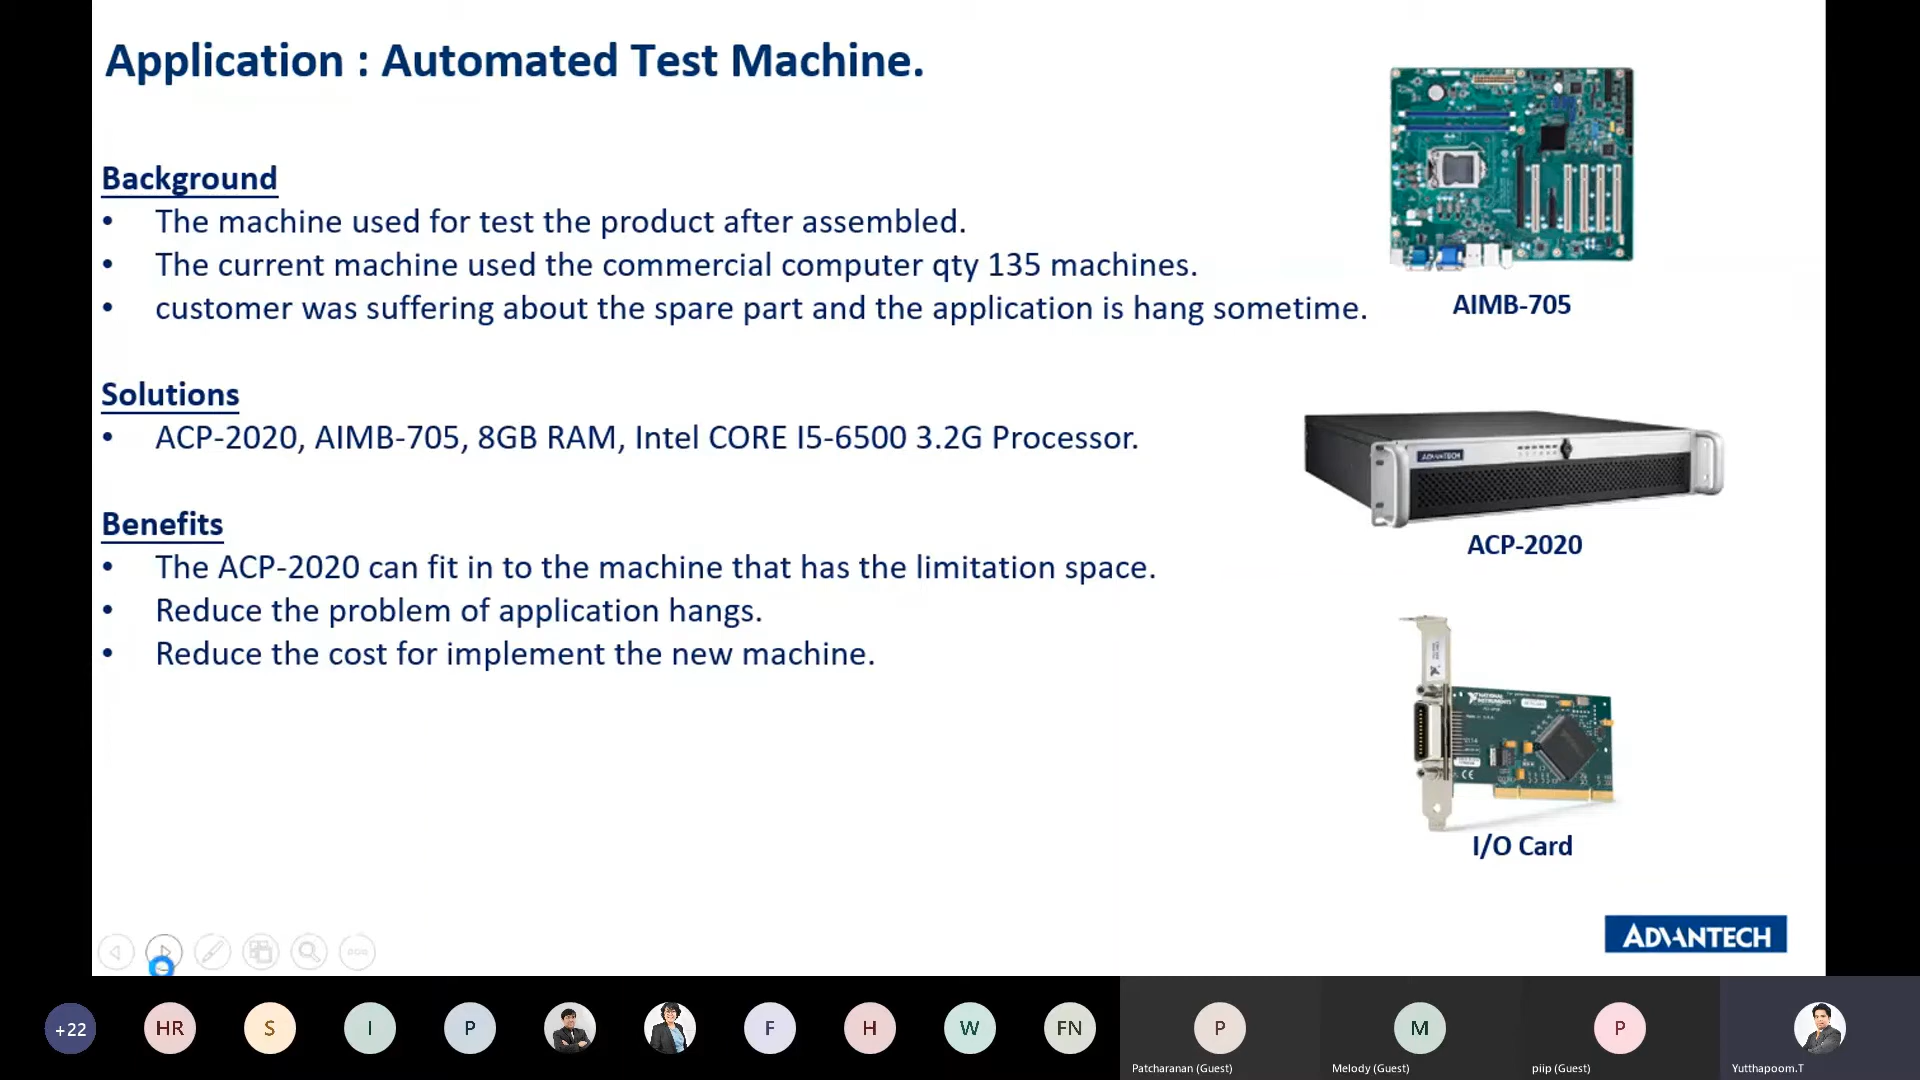 Application : Automated Test Machine.
Background
• The machine used for test the product after assembled.
• The current machine used the commercial computer qty 135 machines.
• customer was suffering about the spare part and the application is hang sometime.
AIMB-705
Solutions
• ACP-2020, AIMB-705, 8GB RAM, Intel CORE I5-6500 3.2G Processor.
ADVANTECH
ACP-2020
Benefits
• The ACP-2020 can fit in to the machine that has the limitation space.
• Reduce the problem of application hangs.
• Reduce the cost for implement the new machine.
NATIONAL
INSTRUMENTS
I/O Card
ADVANTECH
+22
HR
S
I
P
F
H
W
FN
P
M
P
Patcharanan (Guest)
Melody (Guest)
piip (Guest)
Yutthapoom.T